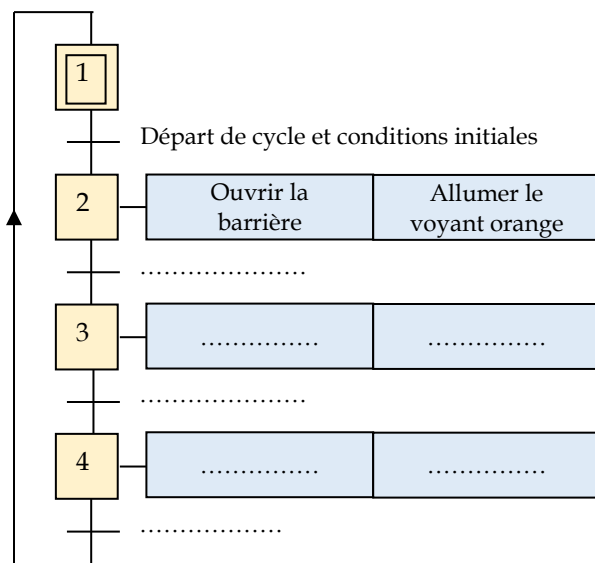 1
Départ de cycle et conditions initiales
2
Ouvrir la
barrière
Allumer le
voyant orange
.....................
3
...............
...............
.....................
4
...............
...............
..................